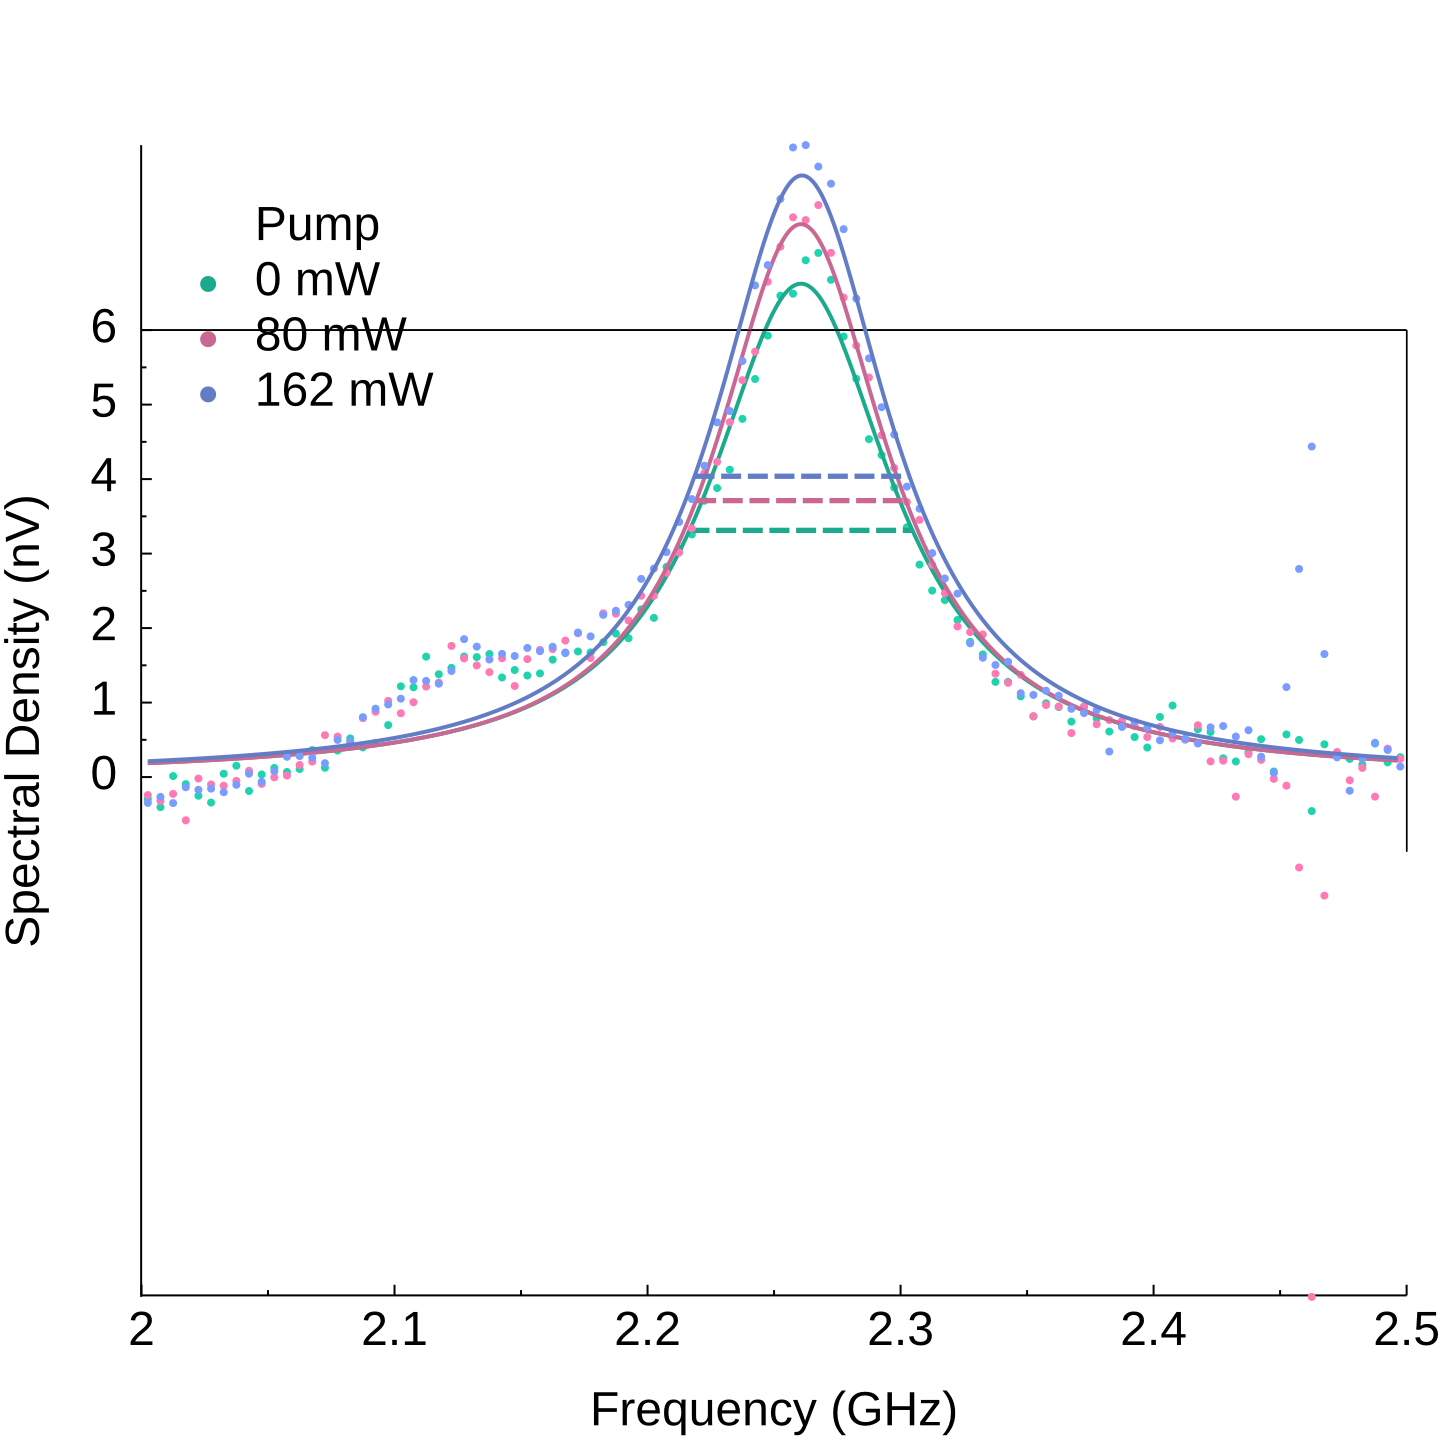 Pump
0 mW
80 mW
162 mW
6
5
4
3
2
1
0
Spectral Density (nV)
2 2.1 2.2 2.3 2.4 2.5
Frequency (GHz)